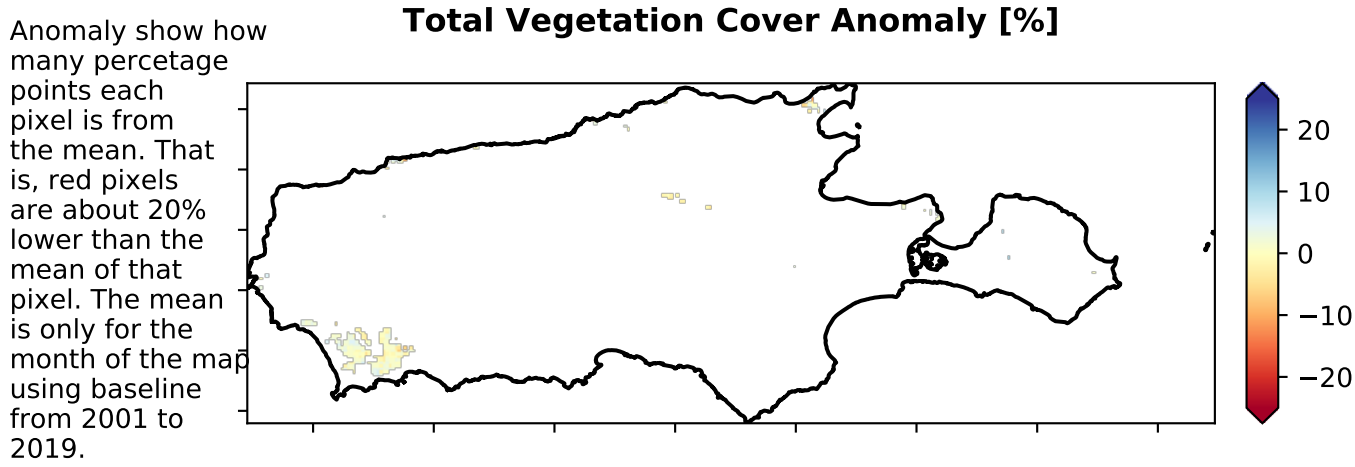 Total Vegetation Cover Anomaly [%]
Anomaly show how
many percetage
points each
pixel is from
the mean. That
is, red pixels
are about 20%
lower than the
mean of that
pixel. The mean
is only for the
month of the map
using baseline
from 2001 to
2019.
20
10
0
−10
−20